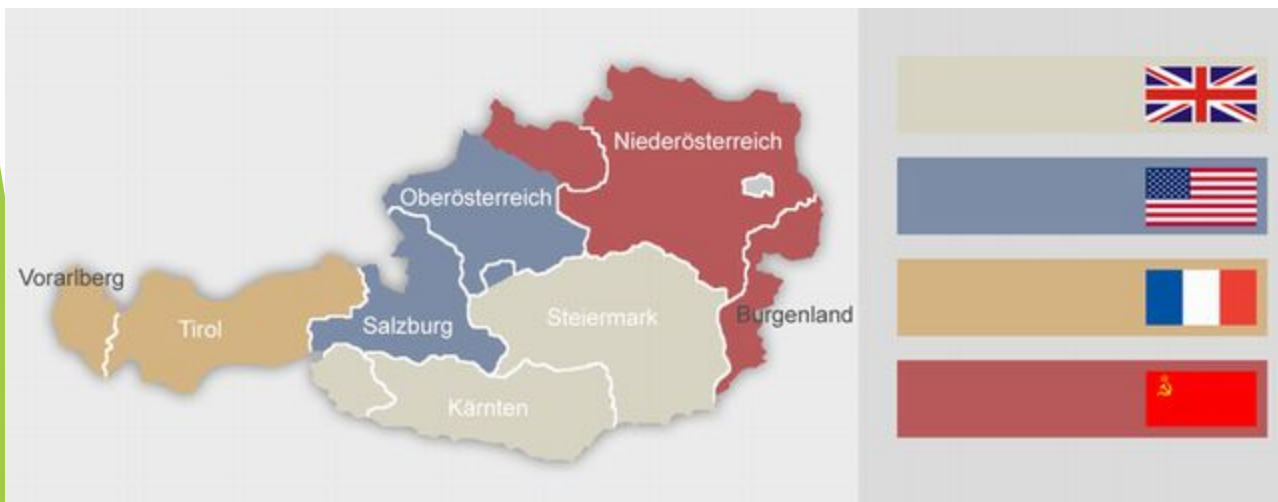 Niederösterreich
Oberösterreich
Vorarlberg
Tirol
Salzburg
Steiermark
Burgenland
Kärnten